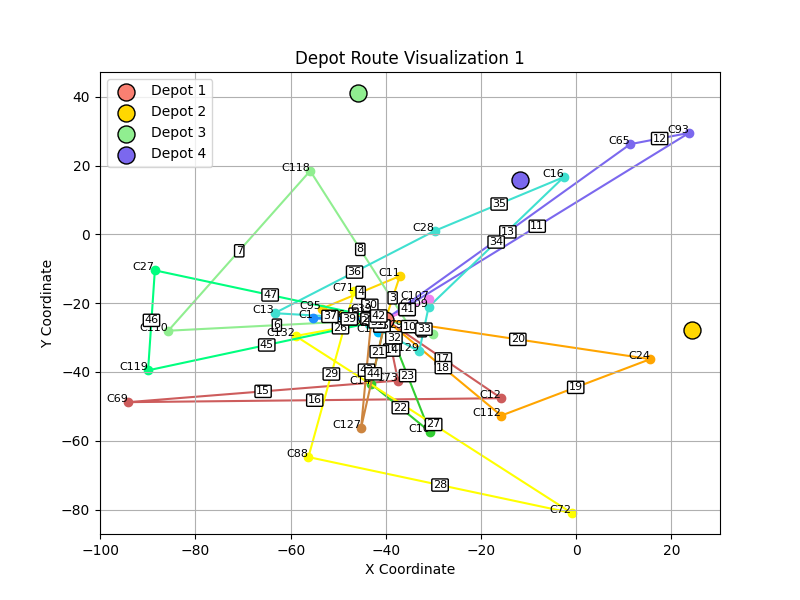 Depot Route Visualization 1
Depot 1
Depot 2
Depot 3
Depot 4
Y Coordinate
X Coordinate
40
20
0
−20
−40
−60
−80
−100
−80
−60
−40
−20
0
20
C93
C65
12
C118
C16
35
11
13
34
C28
7
8
C27
36
C11
C71
4
47
3
C107
C95
C13
41
42
37
39
46
6
26
10
33
C132
32
C129
45
20
21
17
18
C24
C119
29
44
23
19
C73
15
C12
C69
16
22
C112
C127
27
C88
28
C72